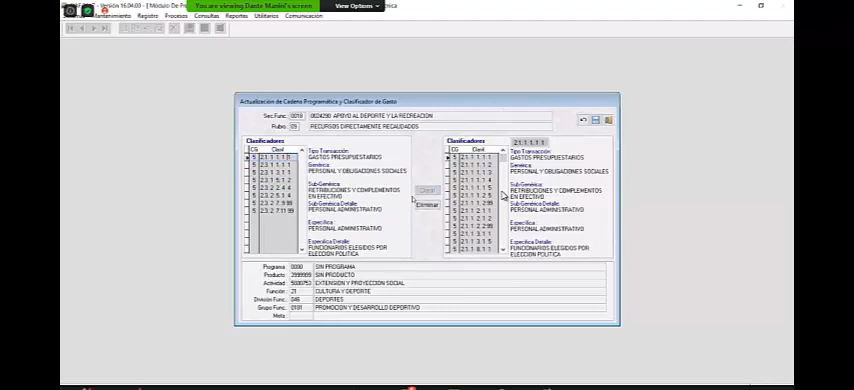 Versión 16.04.03 - [ Módulo De Pr
You are viewing Dante Manini's screen
View Options
Mantenimiento Registro Procesos Consultas Reportes Utilitarios Comunicación
Actualización de Cadena Programática y Clasificador de Gasto
Sec.Func. 0018 0024290 APOYO AL DEPORTE Y LA RECREACION
Rubro 09 RECURSOS DIRECTAMENTE RECAUDADOS
Clasificadores
CG Clasif
5 2.1. 1 1. 1 1
5 2.1. 1 1. 1
5 2.1. 1 3. 1 1
5 2.1. 1 5. 1 2
5 2.3. 2 2. 4 4
5 2.3. 2 5. 1 4
5 2.3. 2 7. 9 98
5 2.3. 2 7. 11 99
Tipo Transacción:
GASTOS PRESUPUESTARIOS
Genérica:
PERSONAL Y OBLIGACIONES SOCIALES
Sub-Genérica:
RETRIBUCIONES Y COMPLEMENTOS
EN EFECTIVO
Sub-Genérica Detalle:
PERSONAL ADMINISTRATIVO
Específica:
PERSONAL ADMINISTRATIVO
Específica Detalle:
FUNCIONARIOS ELEGIDOS POR
ELECCION POLITICA
Eliminar
Clasificadores
CG Clasif
5 2.1. 1 1. 1 1
5 2.1. 1 1. 1 2
5 2.1. 1 1. 1 3
5 2.1. 1 1. 1 4
5 2.1. 1 1. 1 5
5 2.1. 1 1. 2 5
5 2.1. 1 1. 2 99
5 2.1. 1 2. 1 1
5 2.1. 1 2. 1 2
5 2.1. 1 2. 2 99
5 2.1. 1 3. 1 1
5 2.1. 1 3. 1 5
5 2.1. 1 8. 1 1
2.1. 1 1. 1 1
Tipo Transacción:
GASTOS PRESUPUESTARIOS
Genérica:
PERSONAL Y OBLIGACIONES SOCIALES
Sub-Genérica:
RETRIBUCIONES Y COMPLEMENTOS
EN EFECTIVO
Sub-Genérica Detalle:
PERSONAL ADMINISTRATIVO
Específica:
PERSONAL ADMINISTRATIVO
Específica Detalle:
FUNCIONARIOS ELEGIDOS POR
ELECCION POLITICA
Programa 0000 SIN PROGRAMA
Producto 3999999 SIN PRODUCTO
Actividad 5000753 EXTENSION Y PROYECCION SOCIAL
Función 21 CULTURA Y DEPORTE
División Func. 046 DEPORTES
Grupo Func. 0101 PROMOCION Y DESARROLLO DEPORTIVO
Meta